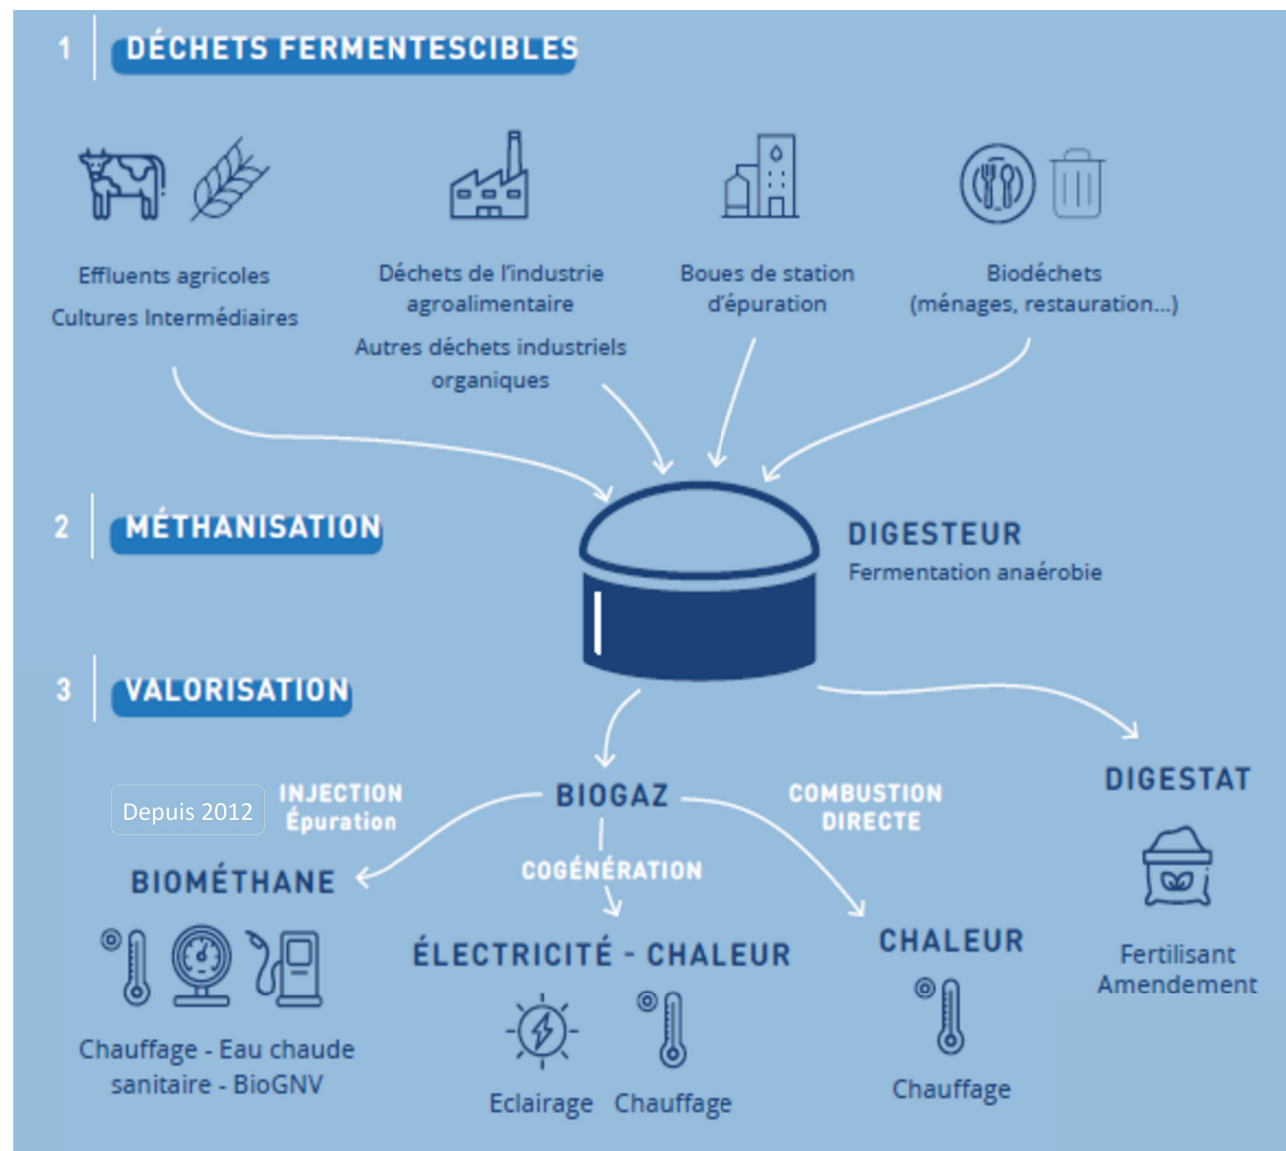 1
DÉCHETS FERMENTESCIBLES
Effluents agricoles
Cultures Intermédiaires
Déchets de l'industrie
agroalimentaire
Autres déchets industriels
organiques
Boues de station
d'épuration
Biodéchets
(ménages, restauration...)
2
MÉTHANISATION
DIGESTEUR
Fermentation anaérobie
3
VALORISATION
Depuis 2012
INJECTION
Épuration
BIOGAZ
COMBUSTION
DIRECTE
DIGESTAT
COGÉNÉRATION
BIOMÉTHANE
Chauffage - Eau chaude
sanitaire - BioGNV
ÉLECTRICITÉ - CHALEUR
Eclairage
Chauffage
CHALEUR
Chauffage
Fertilisant
Amendement